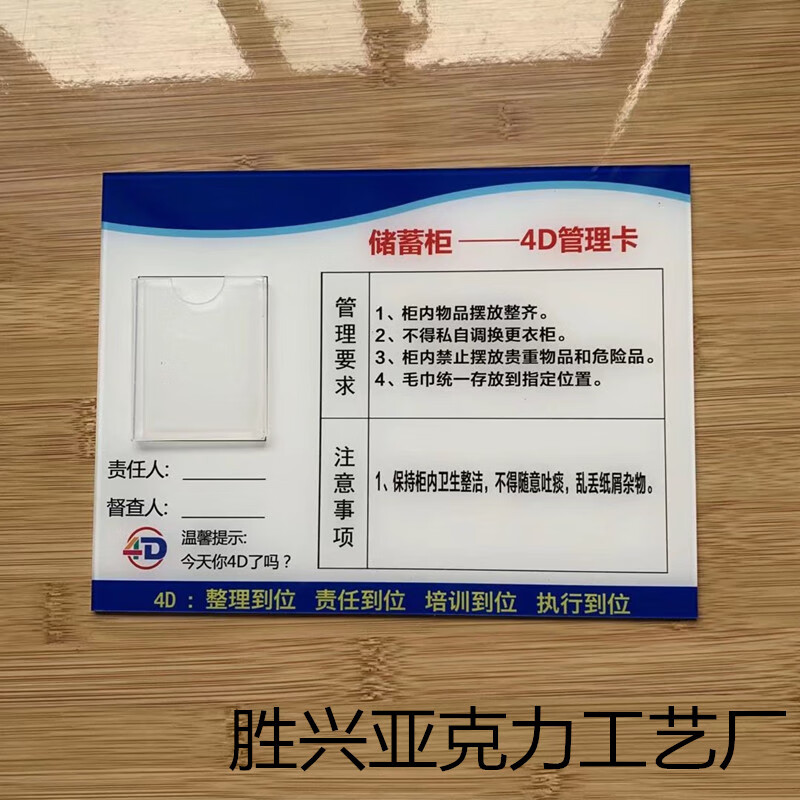 储蓄柜 ——4D管理卡
管理要求
1、柜内物品摆放整齐。
2、不得私自调换更衣柜。
3、柜内禁止摆放贵重物品和危险品。
4、毛巾统一存放到指定位置。
注意事项
1、保持柜内卫生整洁，不得随意吐痰，乱丢纸屑杂物。
责任人:
督查人:
4D
温馨提示:
今天你4D了吗？
4D ：整理到位 责任到位 培训到位 执行到位
胜兴亚克力工艺厂